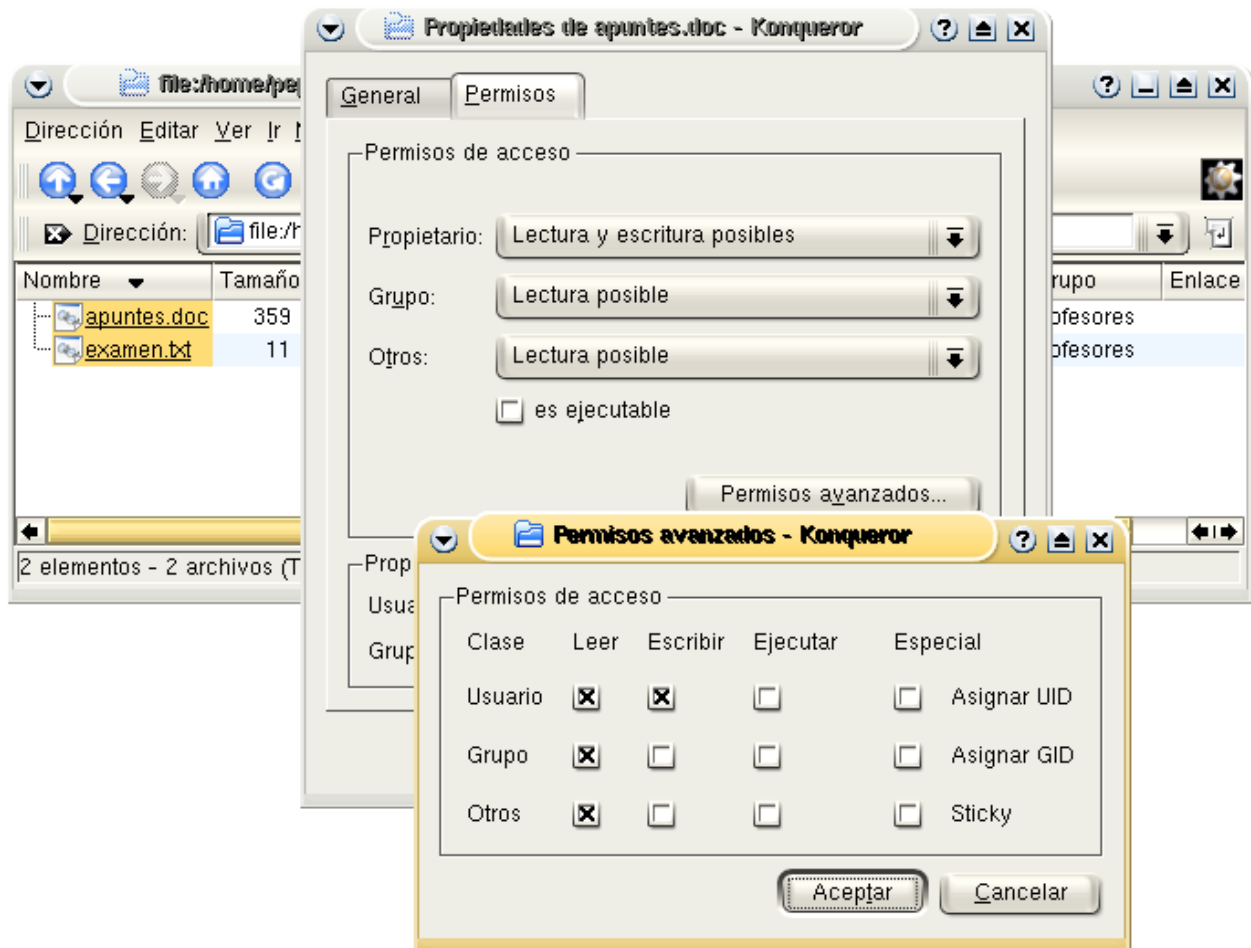 Propiedades de apuntes.doc - Konqueror
file:/home/pe
General Permisos
Dirección Editar Ver Ir
Permisos de acceso
Dirección: file:/h
Propietario: Lectura y escritura posibles
Nombre Tamaño rupo Enlace
Grupo: Lectura posible
apuntes.doc 359 ofesores
examen.txt 11 ofesores
Otros: Lectura posible
es ejecutable
Permisos avanzados...
Permisos avanzados - Konqueror
2 elementos - 2 archivos (T
Prop
Usua
Grup
Permisos de acceso
Clase Leer Escribir Ejecutar Especial
Usuario Asignar UID
Grupo Asignar GID
Otros Sticky
Aceptar Cancelar